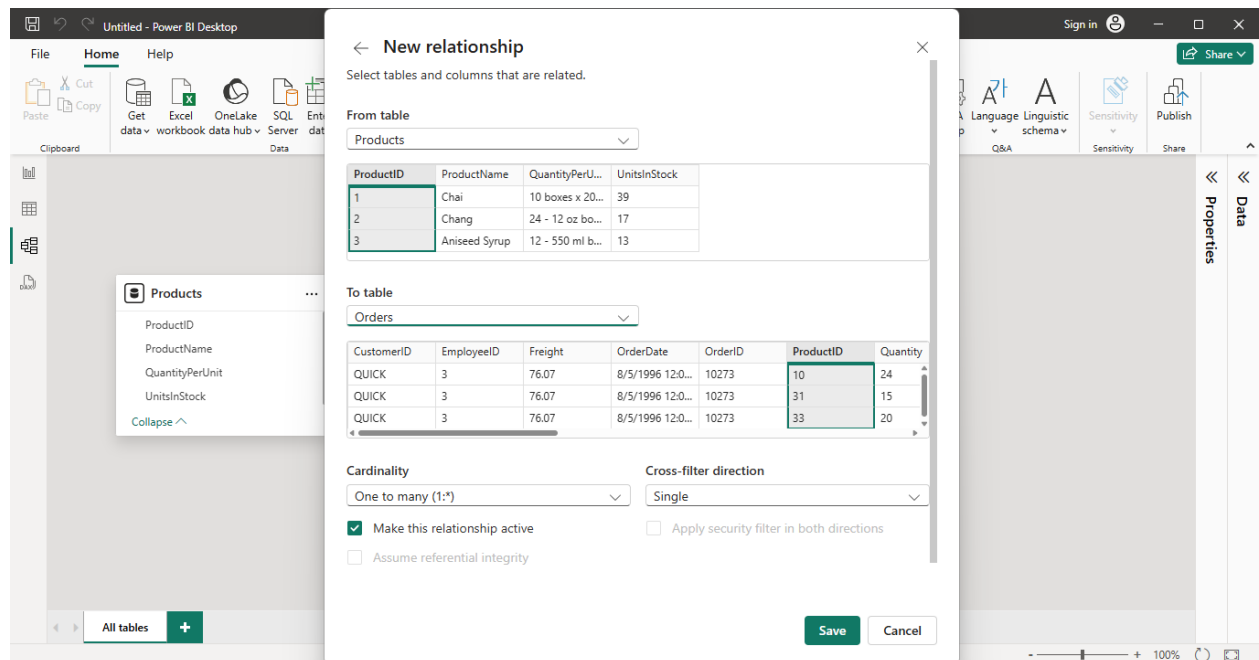 Untitled - Power BI Desktop
Sign in
File Home Help
Share
Paste
Cut
Copy
Get data
Excel workbook
OneLake data hub
SQL Server
Clipboard
Data
Language
Linguistic schema
Sensitivity
Publish
Q&A
Sensitivity
Share
Products
ProductID
ProductName
QuantityPerUnit
UnitsInStock
Collapse
New relationship
Select tables and columns that are related.
From table
Products
ProductID ProductName QuantityPerU... UnitsInStock
1 Chai 10 boxes x 20... 39
2 Chang 24 - 12 oz bo... 17
3 Aniseed Syrup 12 - 550 ml b... 13
To table
Orders
CustomerID EmployeeID Freight OrderDate OrderID ProductID Quantity
QUICK 3 76.07 8/5/1996 12:0... 10273 10 24
QUICK 3 76.07 8/5/1996 12:0... 10273 31 15
QUICK 3 76.07 8/5/1996 12:0... 10273 33 20
Cardinality
Cross-filter direction
One to many (1:*)
Single
Make this relationship active
Apply security filter in both directions
Assume referential integrity
Save
Cancel
Properties
Data
All tables
100%